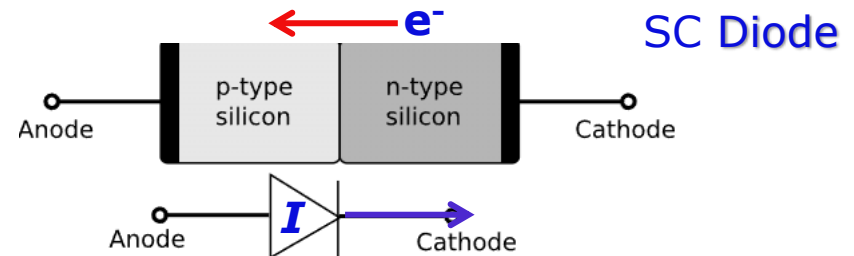 e-
SC Diode
p-type
silicon
n-type
silicon
Anode
Cathode
I
Anode
Cathode